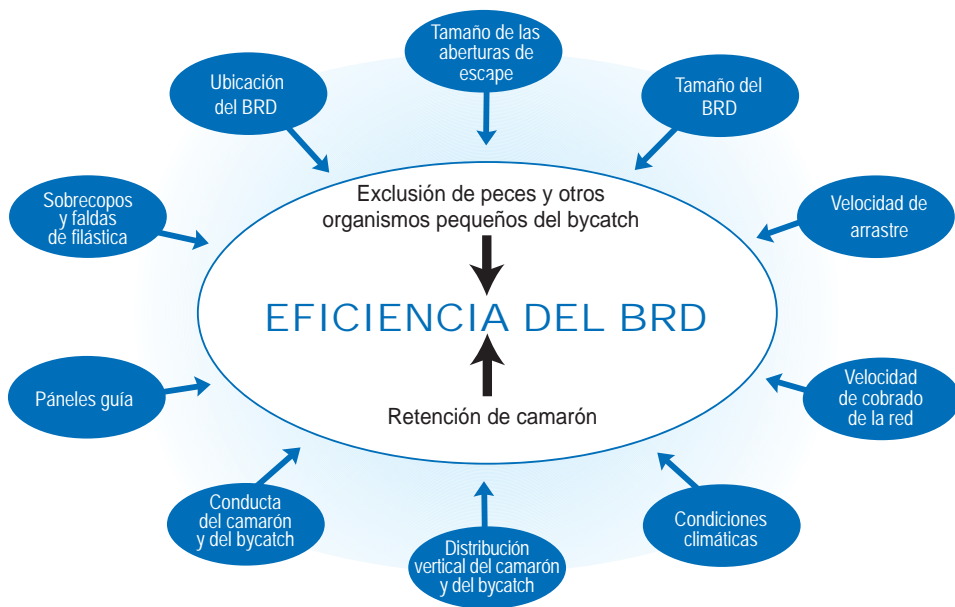 Tamaño de las
aberturas de
escape
Ubicación
del BRD
Tamaño del
BRD
Sobrecopos
y faldas
de filástica
Velocidad de
arrastre
Exclusión de peces y otros
organismos pequeños del bycatch
EFICIENCIA DEL BRD
Retención de camarón
Páneles guía
Velocidad
de cobrado
de la red
Conducta
del camarón
y del bycatch
Distribución
vertical del camarón
y del bycatch
Condiciones
climáticas